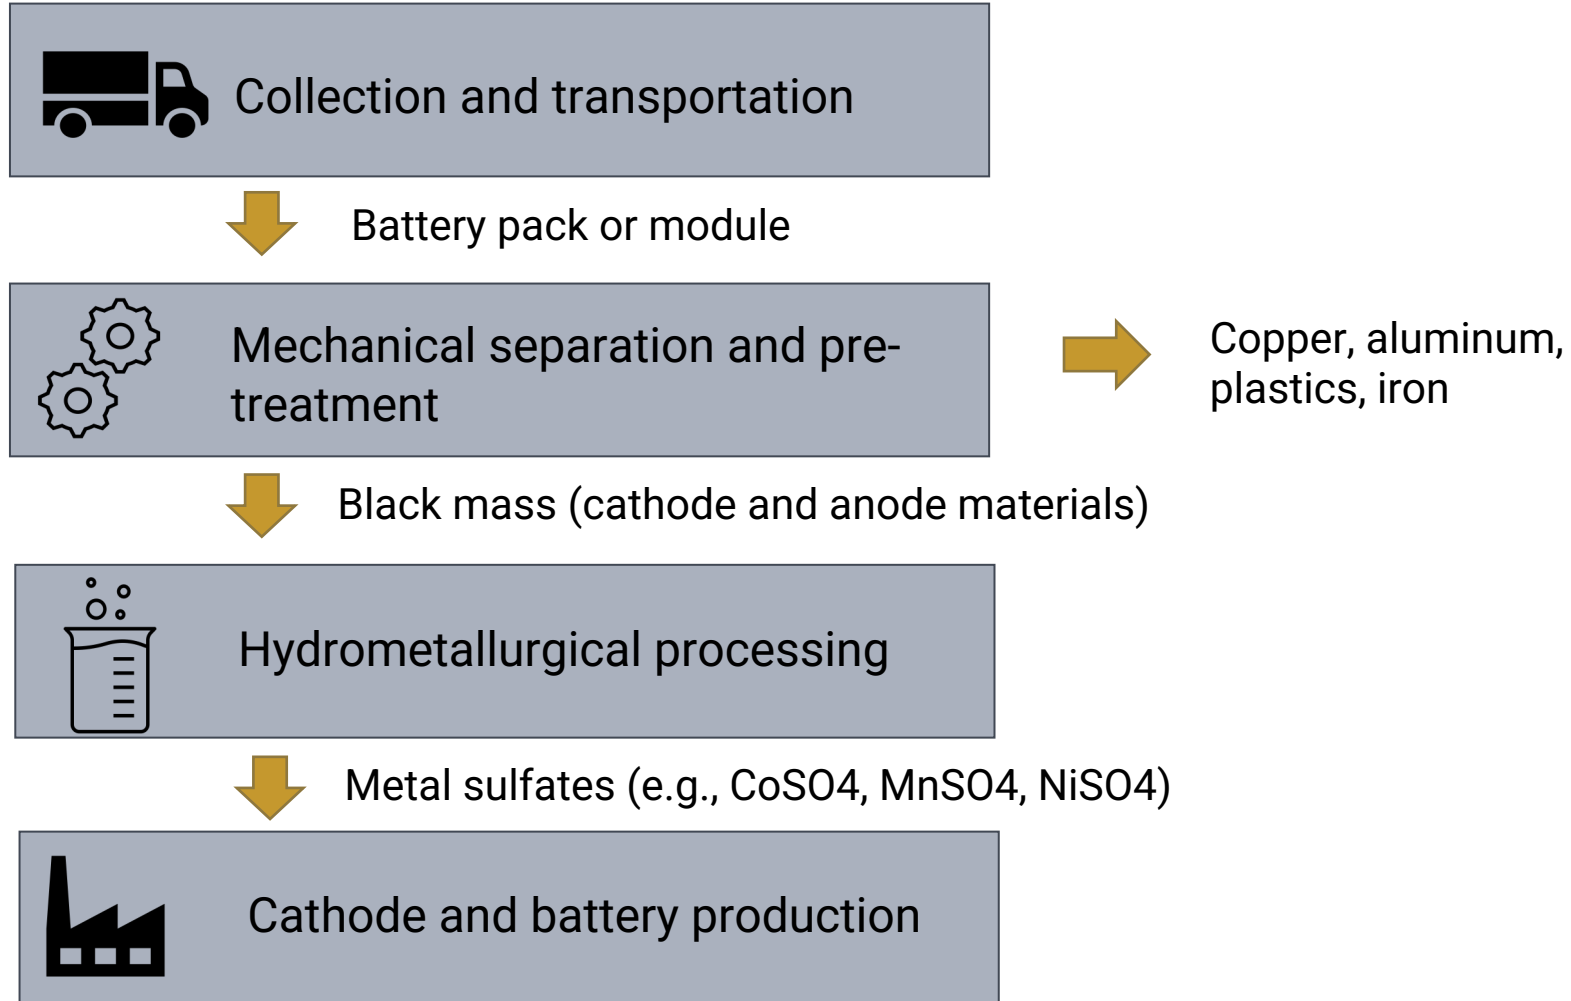 Collection and transportation
Battery pack or module
Mechanical separation and pre-
treatment
Copper, aluminum,
plastics, iron
Black mass (cathode and anode materials)
Hydrometallurgical processing
Metal sulfates (e.g., CoSO4, MnSO4, NiSO4)
Cathode and battery production